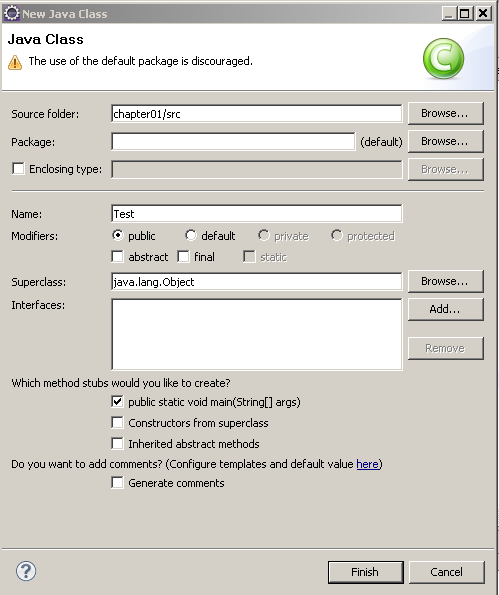 New Java Class
Java Class
The use of the default package is discouraged.
Source folder: chapter01/src Browse...
Package: (default) Browse...
Enclosing type: Browse...
Name: Test
Modifiers: public default private protected
abstract final static
Superclass: java.lang.Object Browse...
Interfaces: Add...
Remove
Which method stubs would you like to create?
public static void main(String[] args)
Constructors from superclass
Inherited abstract methods
Do you want to add comments? (Configure templates and default value here)
Generate comments
? Finish Cancel